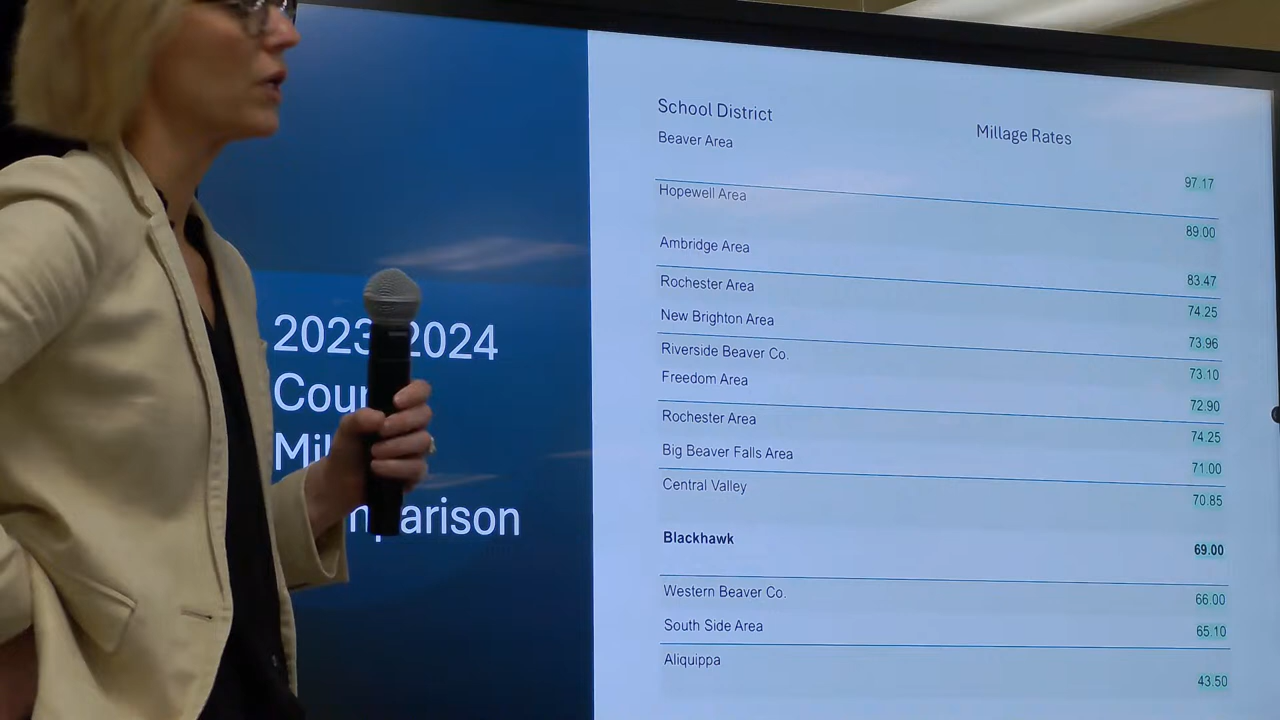 2023 2024
Cou
Mil
parison
School District Millage Rates
Beaver Area 97.17
Hopewell Area 89.00
Ambridge Area 83.47
Rochester Area 74.25
New Brighton Area 73.96
Riverside Beaver Co. 73.10
Freedom Area 72.90
Rochester Area 74.25
Big Beaver Falls Area 71.00
Central Valley 70.85
Blackhawk 69.00
Western Beaver Co. 66.00
South Side Area 65.10
Aliquippa 43.50